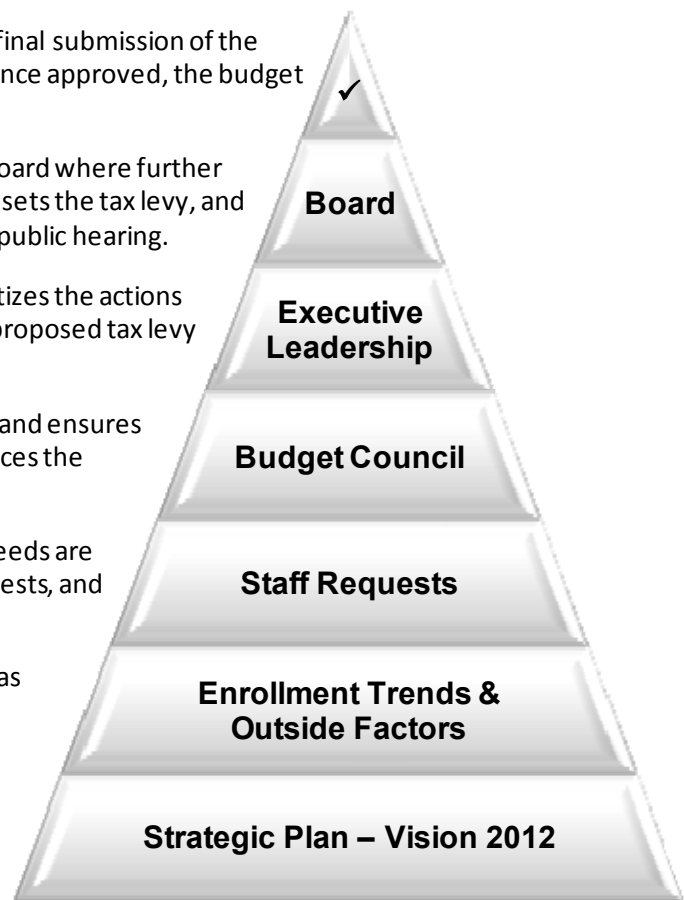 final submission of the
nce approved, the budget
✓
oard where further
sets the tax levy, and
public hearing.
Board
tizes the actions
proposed tax levy
Executive
Leadership
and ensures
ces the
Budget Council
eeds are
ests, and
Staff Requests
as
Enrollment Trends &
Outside Factors
Strategic Plan – Vision 2012